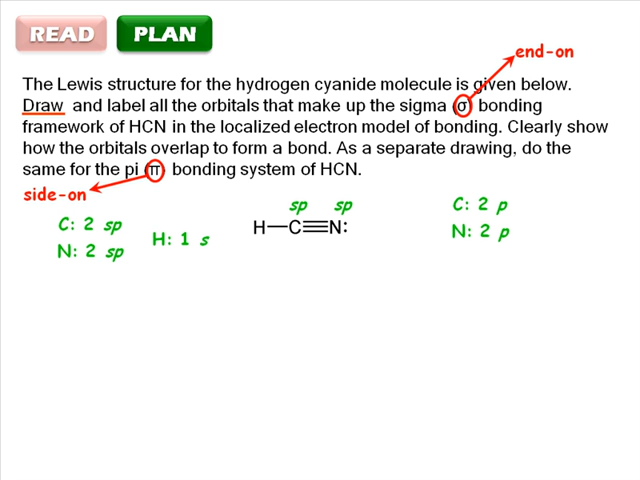 READ PLAN
end-on
The Lewis structure for the hydrogen cyanide molecule is given below.
Draw and label all the orbitals that make up the sigma (σ) bonding
framework of HCN in the localized electron model of bonding. Clearly show
how the orbitals overlap to form a bond. As a separate drawing, do the
same for the pi (π) bonding system of HCN.
side-on
sp sp
C: 2 sp
N: 2 sp
H: 1 s
H—C≡N:
C: 2 p
N: 2 p